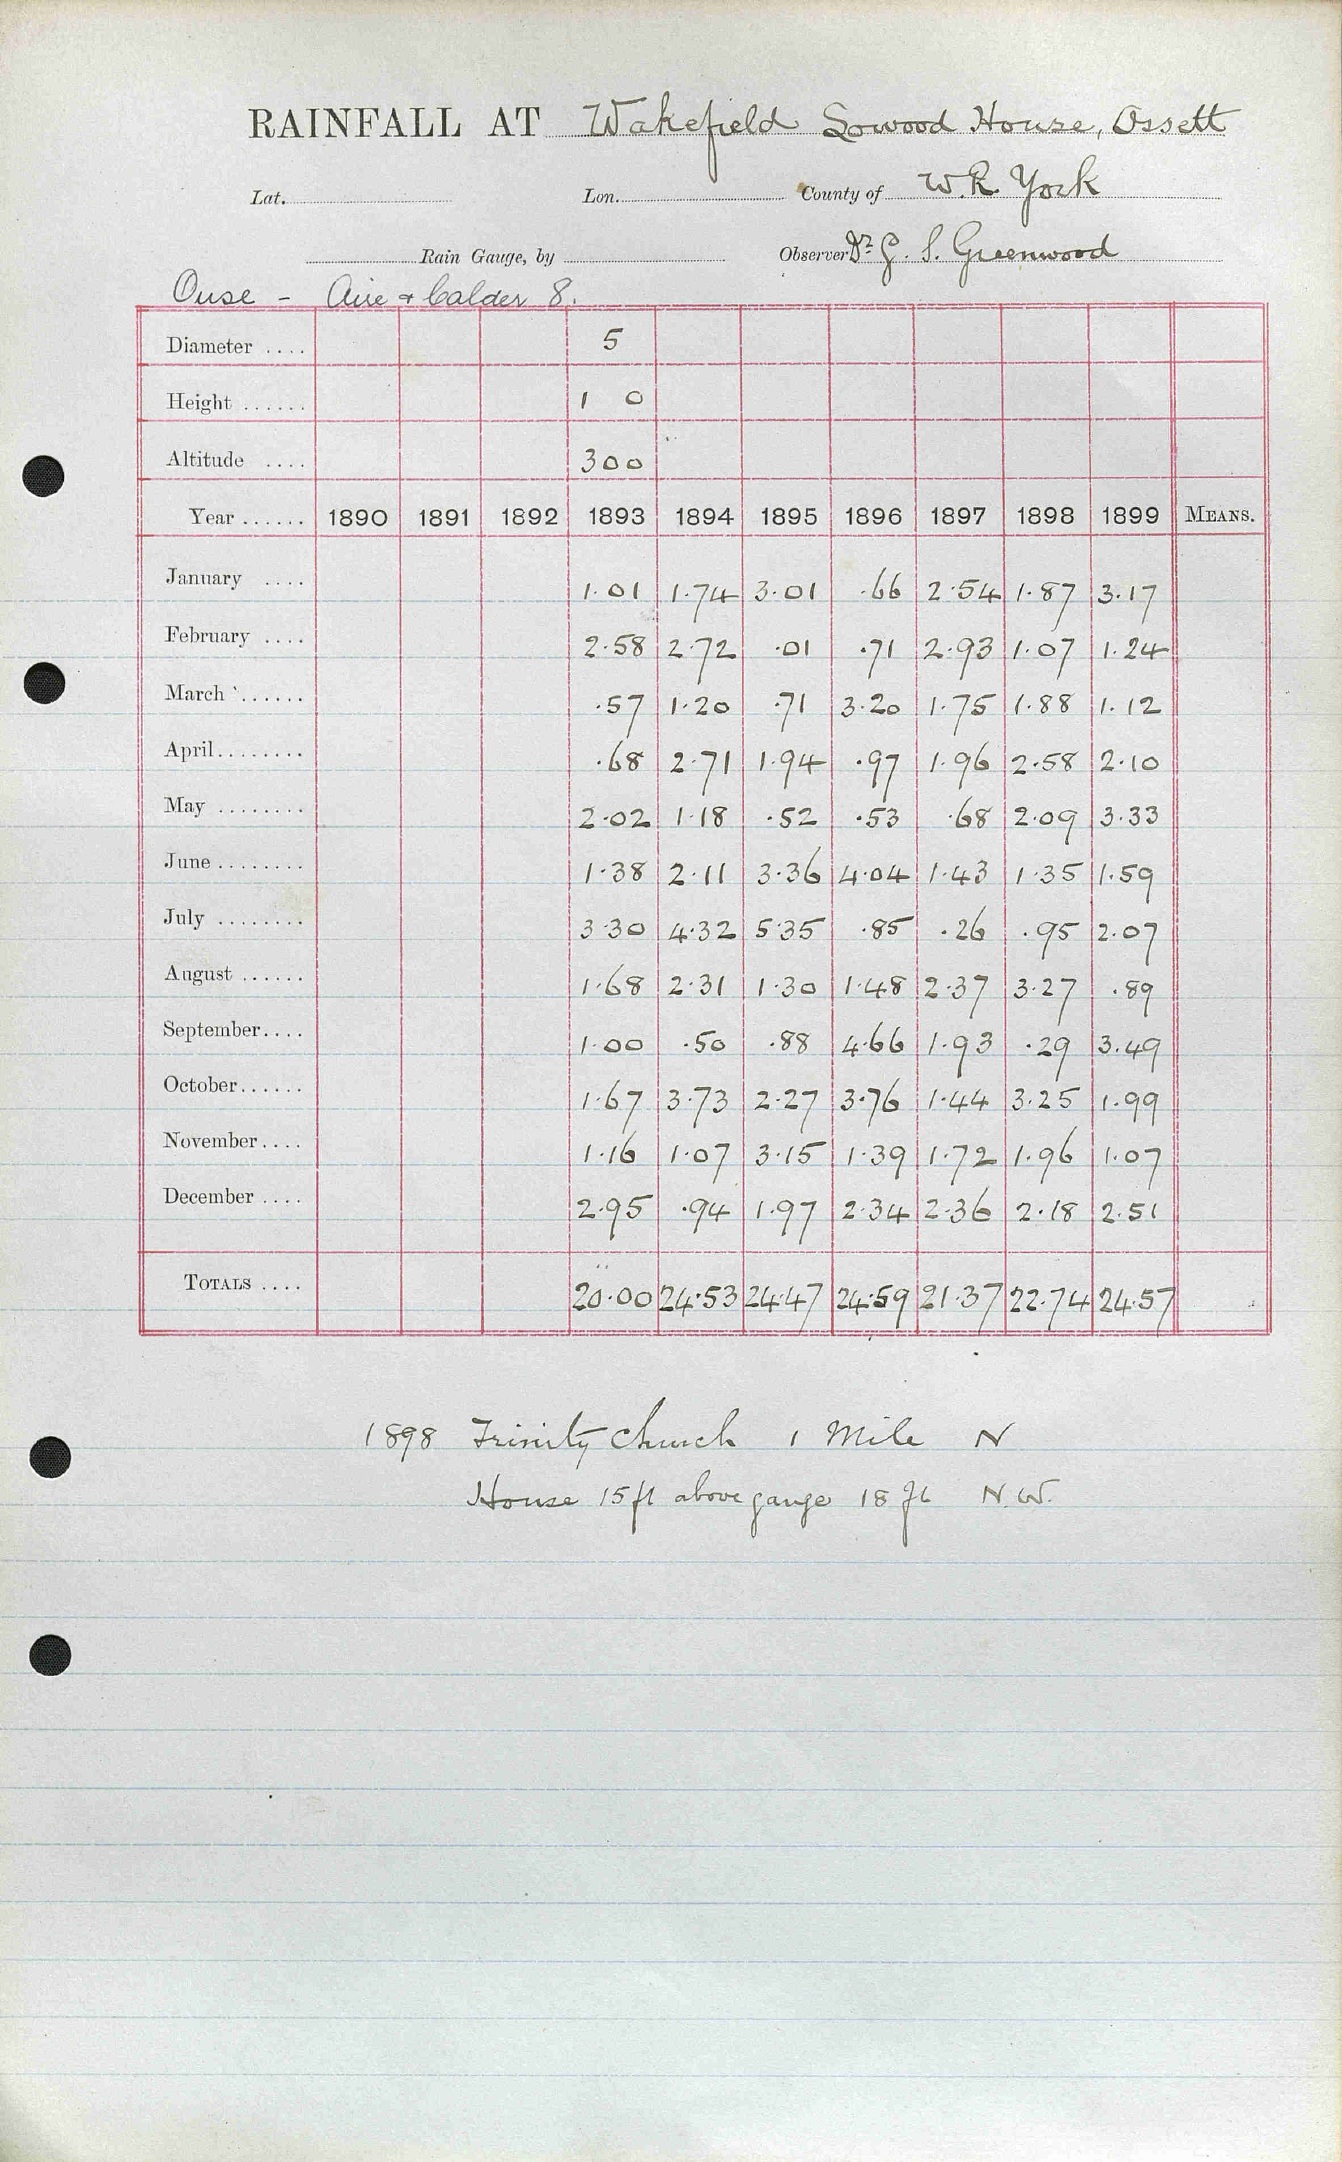 RAINFALL AT Wakefield Sowood House, Ossett
Lat. Lon. County of W.R. York
Rain Gauge, by Observer Dr G. S. Greenwood
Ouse - Aire & Calder 8.
Diameter .... 5
Height ...... 1 0
Altitude .... 300
Year ...... 1890 1891 1892 1893 1894 1895 1896 1897 1898 1899 MEANS.
January .... 1.01 1.74 3.01 .66 2.54 1.87 3.17
February .... 2.58 2.72 .01 .71 2.93 1.07 1.24
March ...... .57 1.20 .71 3.20 1.75 1.88 1.12
April ........ .68 2.71 1.94 .97 1.96 2.58 2.10
May ........ 2.02 1.18 .52 .53 .68 2.09 3.33
June ........ 1.38 2.11 3.36 4.04 1.43 1.35 1.59
July ........ 3.30 4.32 5.35 .85 .26 .95 2.07
August ...... 1.68 2.31 1.30 1.48 2.37 3.27 .89
September .... 1.00 .50 .88 4.66 1.93 .29 3.49
October ...... 1.67 3.73 2.27 3.76 1.44 3.25 1.99
November .... 1.16 1.07 3.15 1.39 1.72 1.96 1.07
December .... 2.95 .94 1.97 2.34 2.36 2.18 2.51
TOTALS .... 20.00 24.53 24.47 24.59 21.37 22.74 24.57
1898 Trinity Church 1 Mile N
House 15 ft above gauge 18 ft N.W.